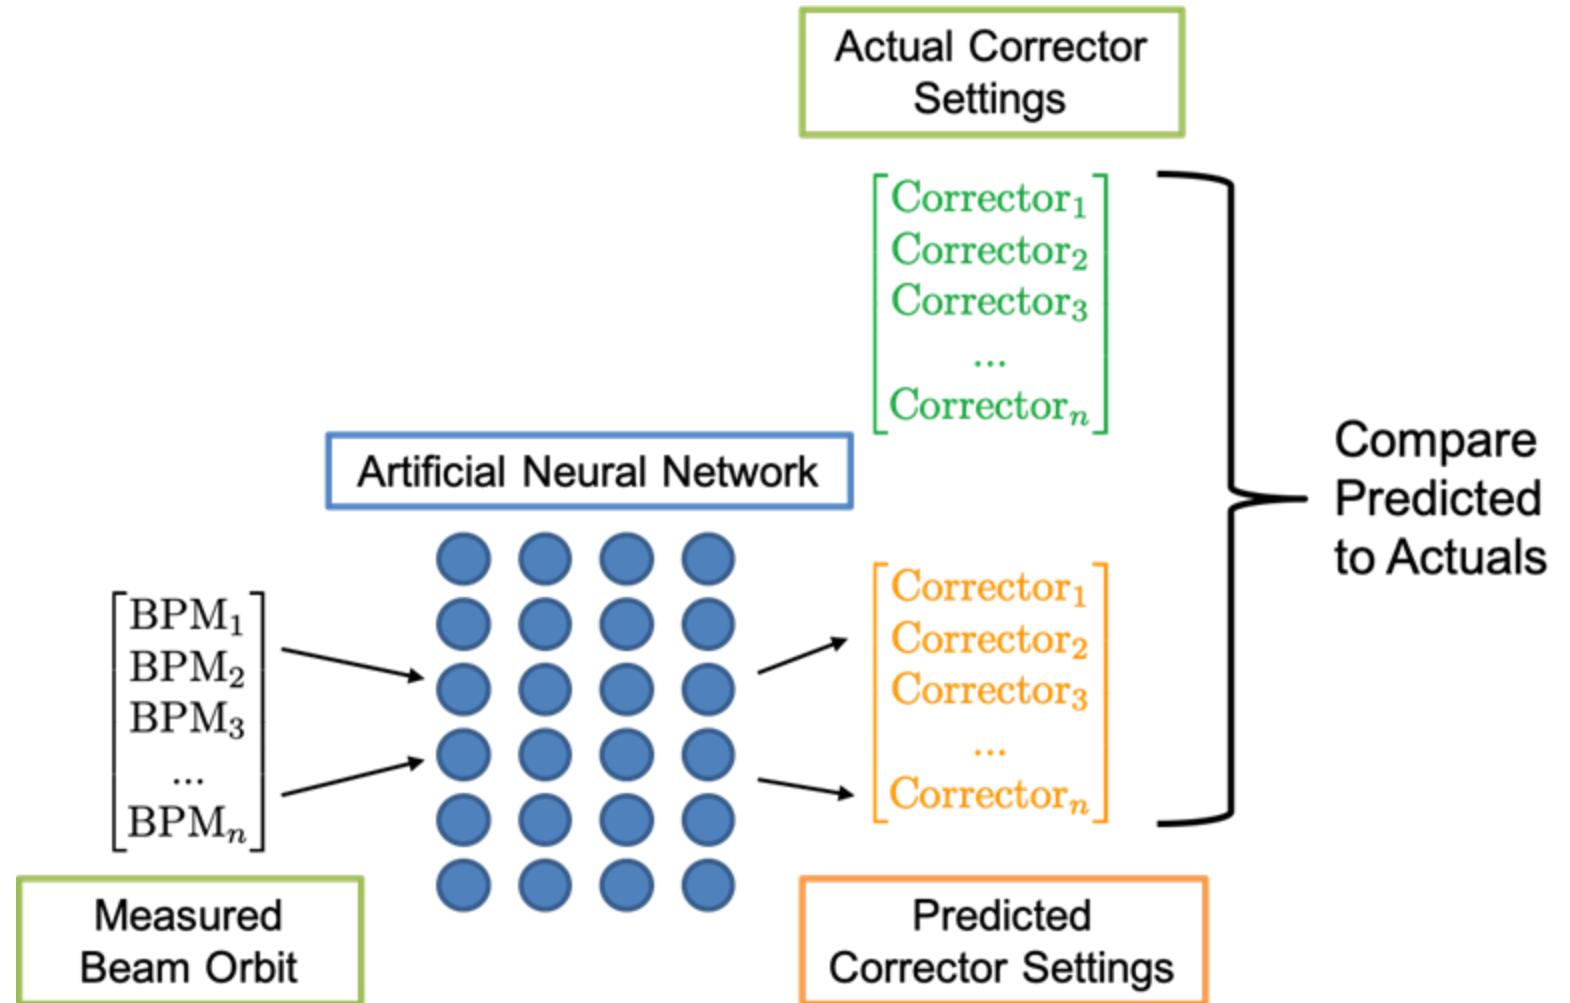 Actual Corrector
Settings
Corrector₁
Corrector₂
Corrector₃
...
Correctorₙ
Artificial Neural Network
BPM₁
BPM₂
BPM₃
...
BPMₙ
Measured
Beam Orbit
Corrector₁
Corrector₂
Corrector₃
...
Correctorₙ
Predicted
Corrector Settings
Compare
Predicted
to Actuals